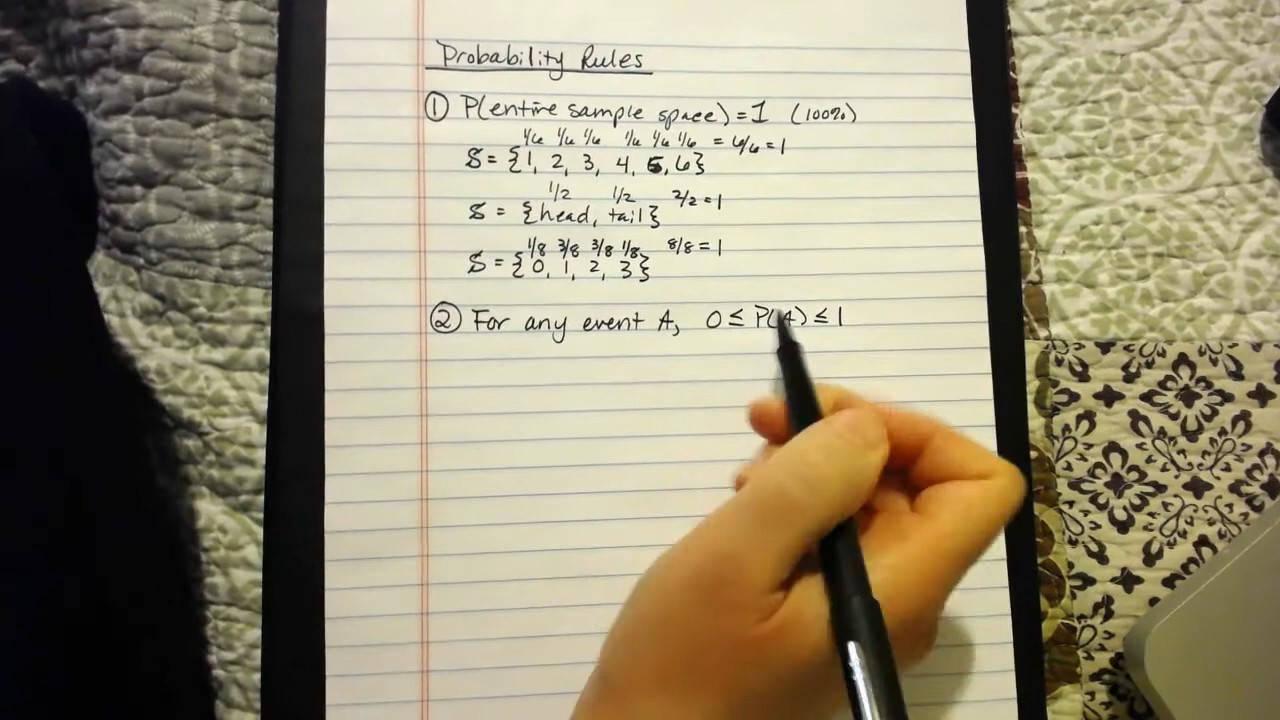 Probability Rules
① P(entire sample space) = 1 (100%)
1/6 1/6 1/6 1/6 1/6 1/6 = 6/6 = 1
S = {1, 2, 3, 4, 5, 6}
1/2 1/2 2/2 = 1
S = {head, tail}
1/8 3/8 3/8 1/8 8/8 = 1
S = {0, 1, 2, 3}
② For any event A, 0 ≤ P(A) ≤ 1